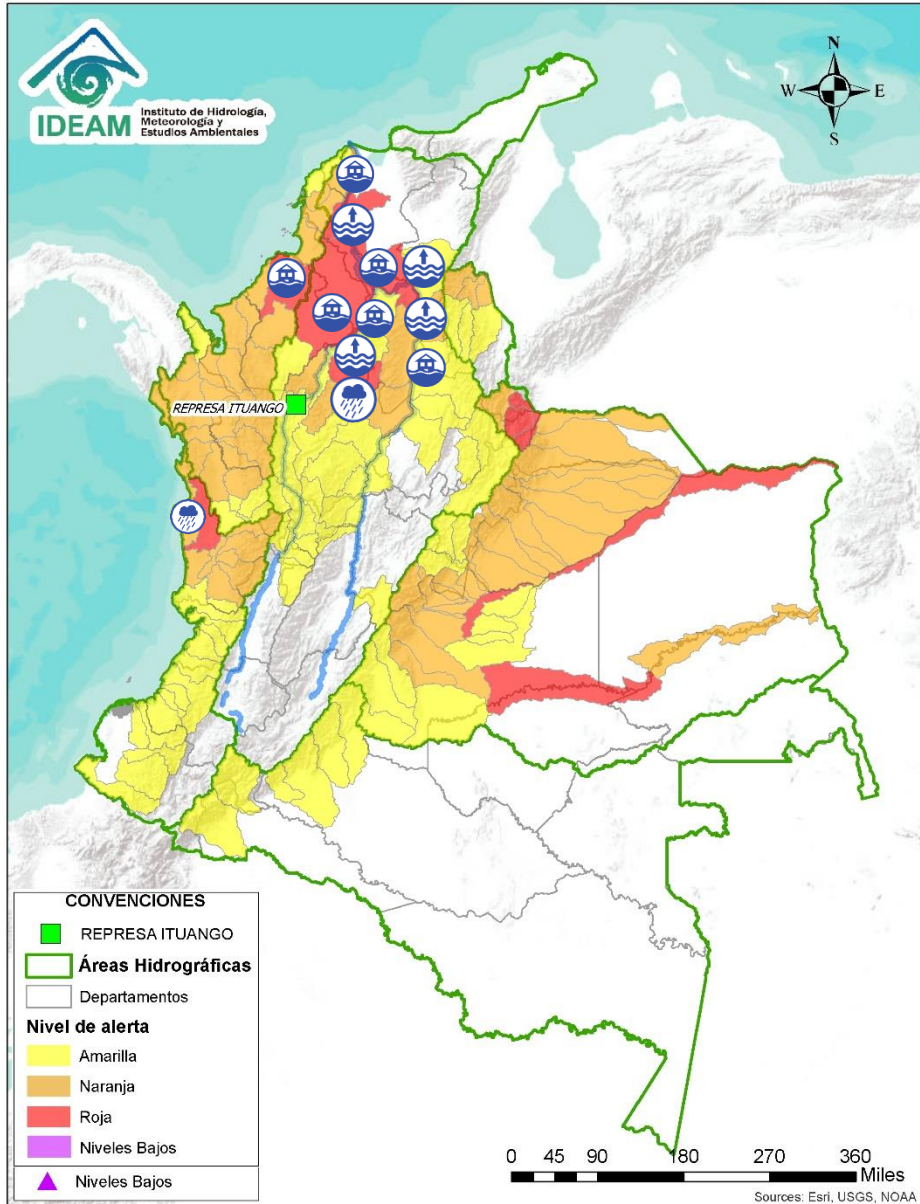 IDEAM
Instituto de Hidrología,
Meteorología y
Estudios Ambientales
N
W
E
S
REPRESA ITUANGO
CONVENCIONES
REPRESA ITUANGO
Áreas Hidrográficas
Departamentos
Nivel de alerta
Amarilla
Naranja
Roja
Niveles Bajos
Niveles Bajos
0 45 90 180 270 360
Miles
Sources: Esri, USGS, NOAA